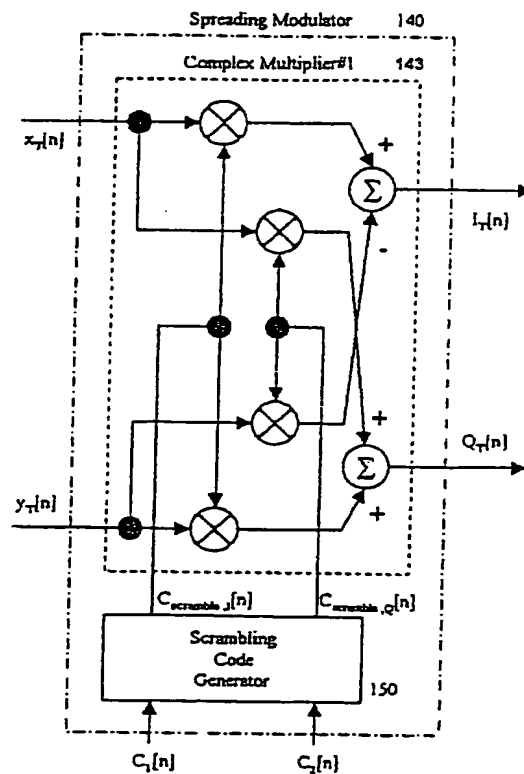 Spreading Modulator 140
Complex Multiplier#1 143
x_T[n]
+
Σ
I_T[n]
-
+
Q_T[n]
Σ
y_T[n]
+
C_scramble,I[n] C_scramble,Q[n]
Scrambling
Code
Generator
150
C_1[n] C_2[n]